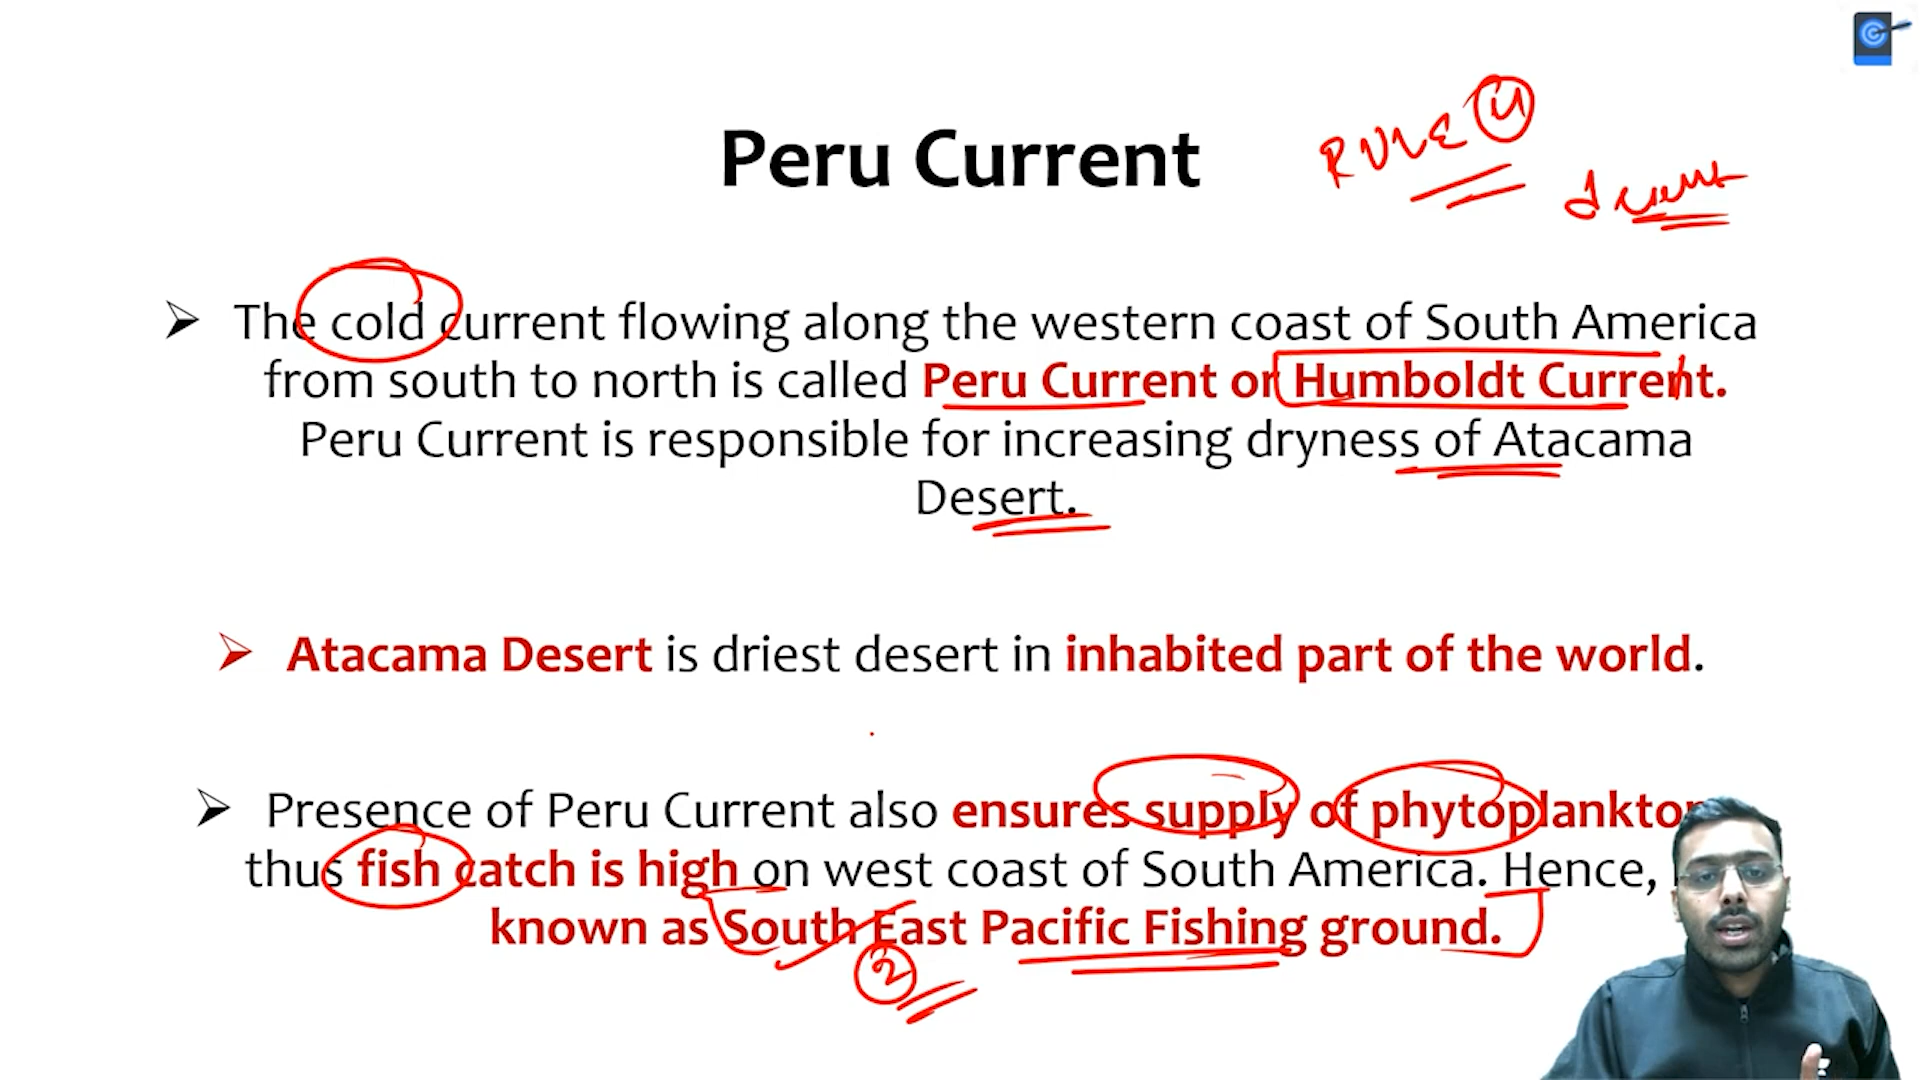 Peru Current
RULE 4
➢ The cold current flowing along the western coast of South America
from south to north is called Peru Current or Humboldt Current.
Peru Current is responsible for increasing dryness of Atacama
Desert.
➢ Atacama Desert is driest desert in inhabited part of the world.
➢ Presence of Peru Current also ensures supply of phytoplankton
thus fish catch is high on west coast of South America. Hence,
known as South East Pacific Fishing ground.
2